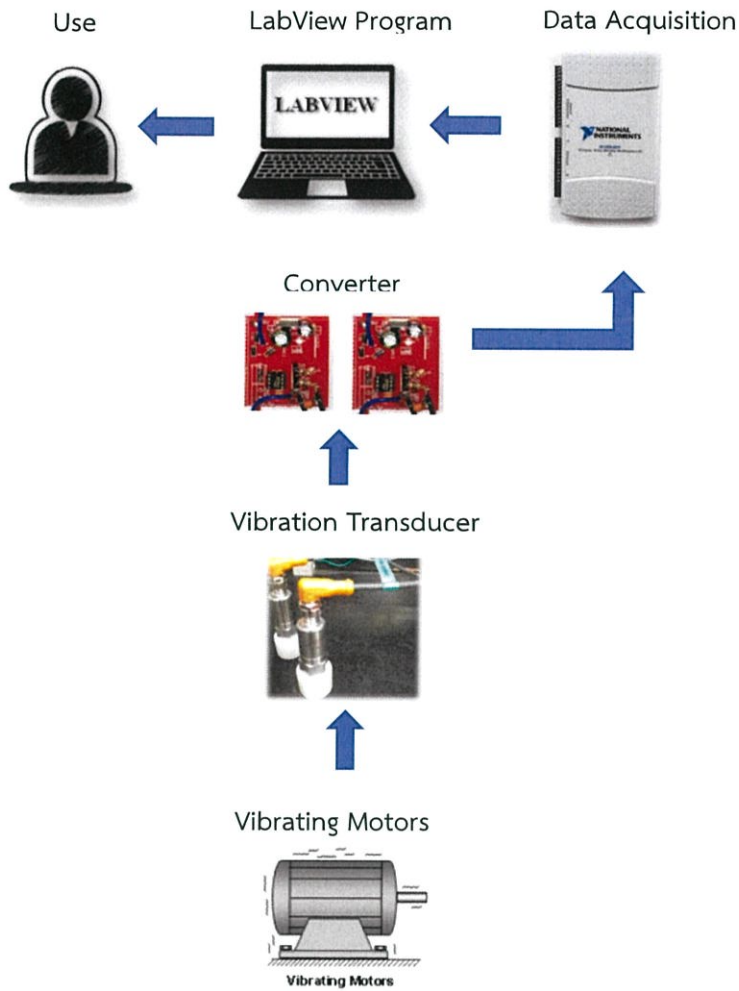 Use
LabView Program
Data Acquisition
LABVIEW
NATIONAL
INSTRUMENTS
Converter
Vibration Transducer
Vibrating Motors
Vibrating Motors